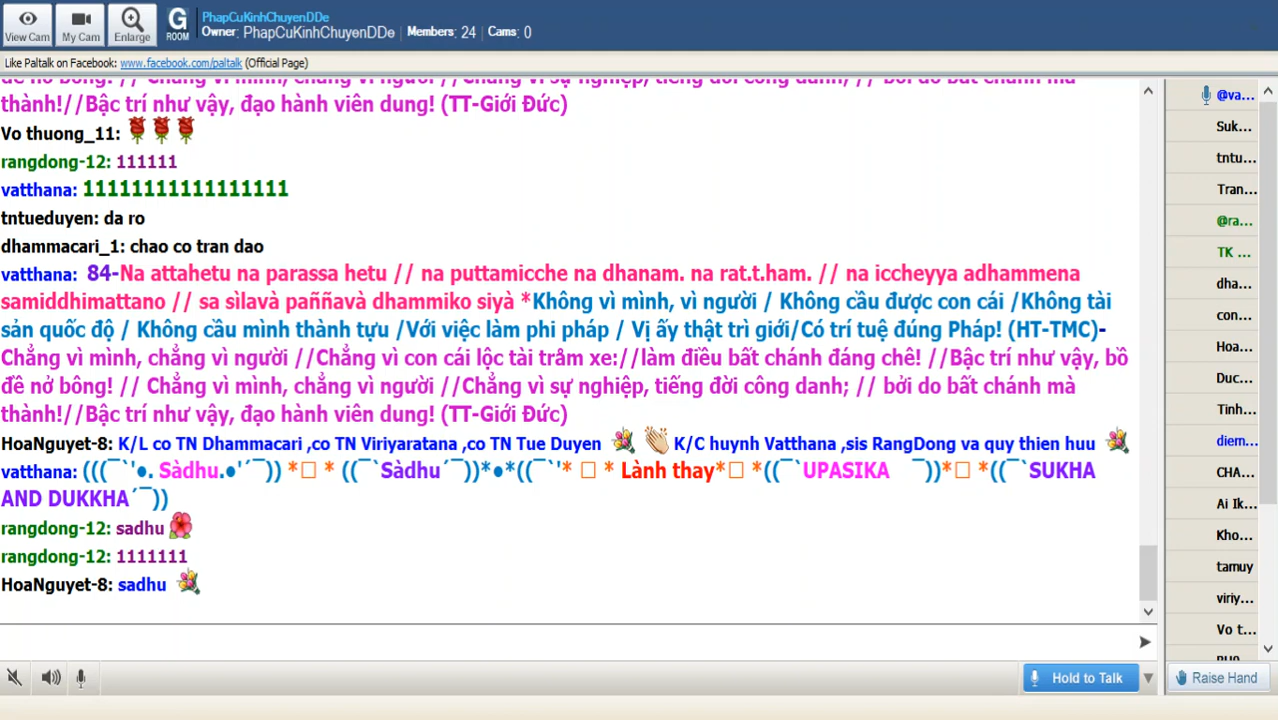 View Cam
My Cam
Enlarge
G
ROOM
PhapCuKinhChuyenDDe
Owner: PhapCuKinhChuyenDDe Members: 24 Cams: 0
Like Paltalk on Facebook: www.facebook.com/paltalk (Official Page)
thành!//Bậc trí như vậy, đạo hành viên dung! (TT-Giới Đức)
Vo thuong_11:
rangdong-12: 111111
vatthana: 11111111111111111
tntueduyen: da ro
dhammacari_1: chao co tran dao
vatthana: 84-Na attahetu na parassa hetu // na puttamicche na dhanam. na rat.t.ham. // na iccheyya adhammena
samiddhimattano // sa sìlavà paññavà dhammiko siyà *Không vì mình, vì người / Không cầu được con cái /Không tài
sản quốc độ / Không cầu mình thành tựu /Với việc làm phi pháp / Vị ấy thật trì giới/Có trí tuệ đúng Pháp! (HT-TMC)-
Chẳng vì mình, chẳng vì người //Chẳng vì con cái lộc tài trăm xe://làm điều bất chánh đáng chê! //Bậc trí như vậy, bồ
đề nở bông! // Chẳng vì mình, chẳng vì người //Chẳng vì sự nghiệp, tiếng đời công danh; // bởi do bất chánh mà
thành!//Bậc trí như vậy, đạo hành viên dung! (TT-Giới Đức)
HoaNguyet-8: K/L co TN Dhammacari ,co TN Viriyaratana ,co TN Tue Duyen K/C huynh Vatthana ,sis RangDong va quy thien huu
vatthana: (((¯`'●. Sàdhu.●'´¯)) *□ * ((¯`Sàdhu´¯))*●*((¯`'* □ * Lành thay*□ *((¯`UPASIKA ¯))*□ *((¯`SUKHA
AND DUKKHA´¯))
rangdong-12: sadhu
rangdong-12: 1111111
HoaNguyet-8: sadhu
@va...
Suk...
tntu...
Tran...
@ra...
TK ...
dha...
con...
Hoa...
Duc...
Tinh...
diem...
CHA...
Ai Ik...
Kho...
tamuy
viriy...
Vo t...
Hold to Talk
Raise Hand